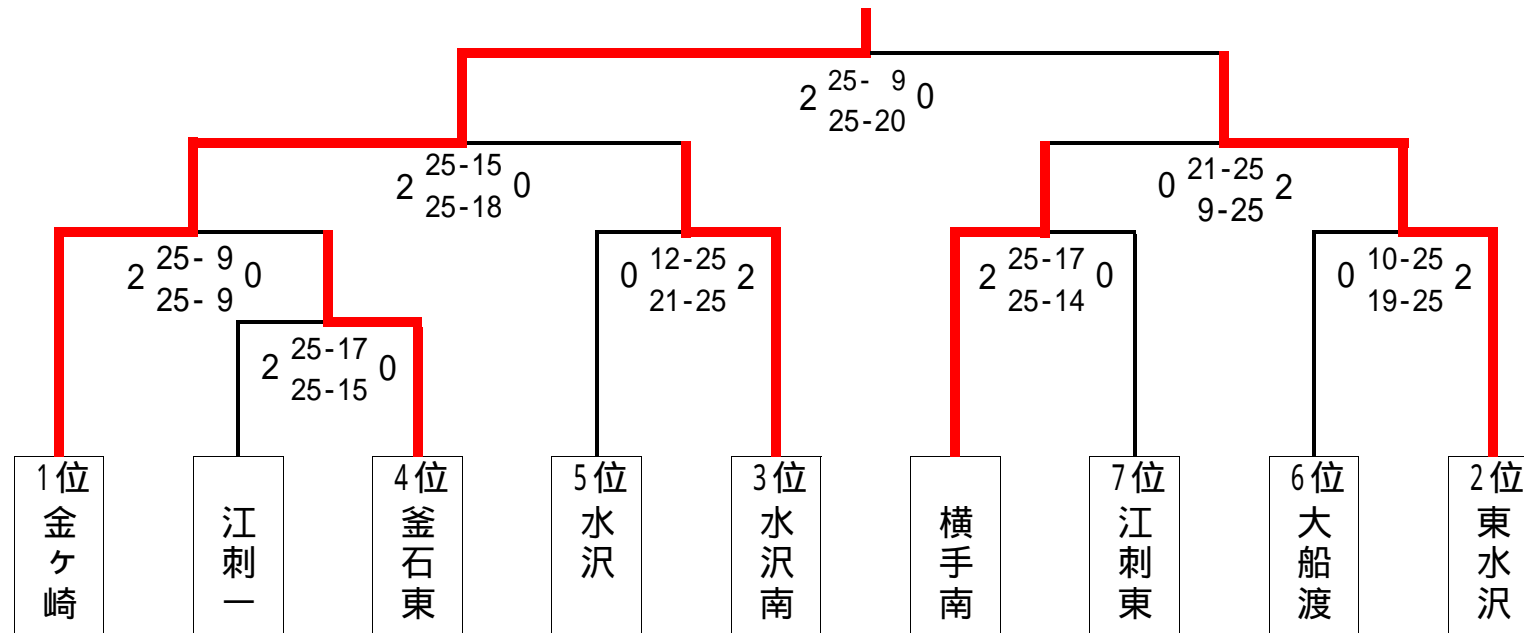 2 25- 9 0
25-20
2 25-15 0
25-18
0 21-25 2
9-25
2 25- 9 0
25- 9
0 12-25 2
21-25
2 25-17 0
25-14
0 10-25 2
19-25
2 25-17 0
25-15
1位
金ヶ崎
江刺一
4位
釜石東
5位
水沢
3位
水沢南
横手南
7位
江刺東
6位
大船渡
2位
東水沢